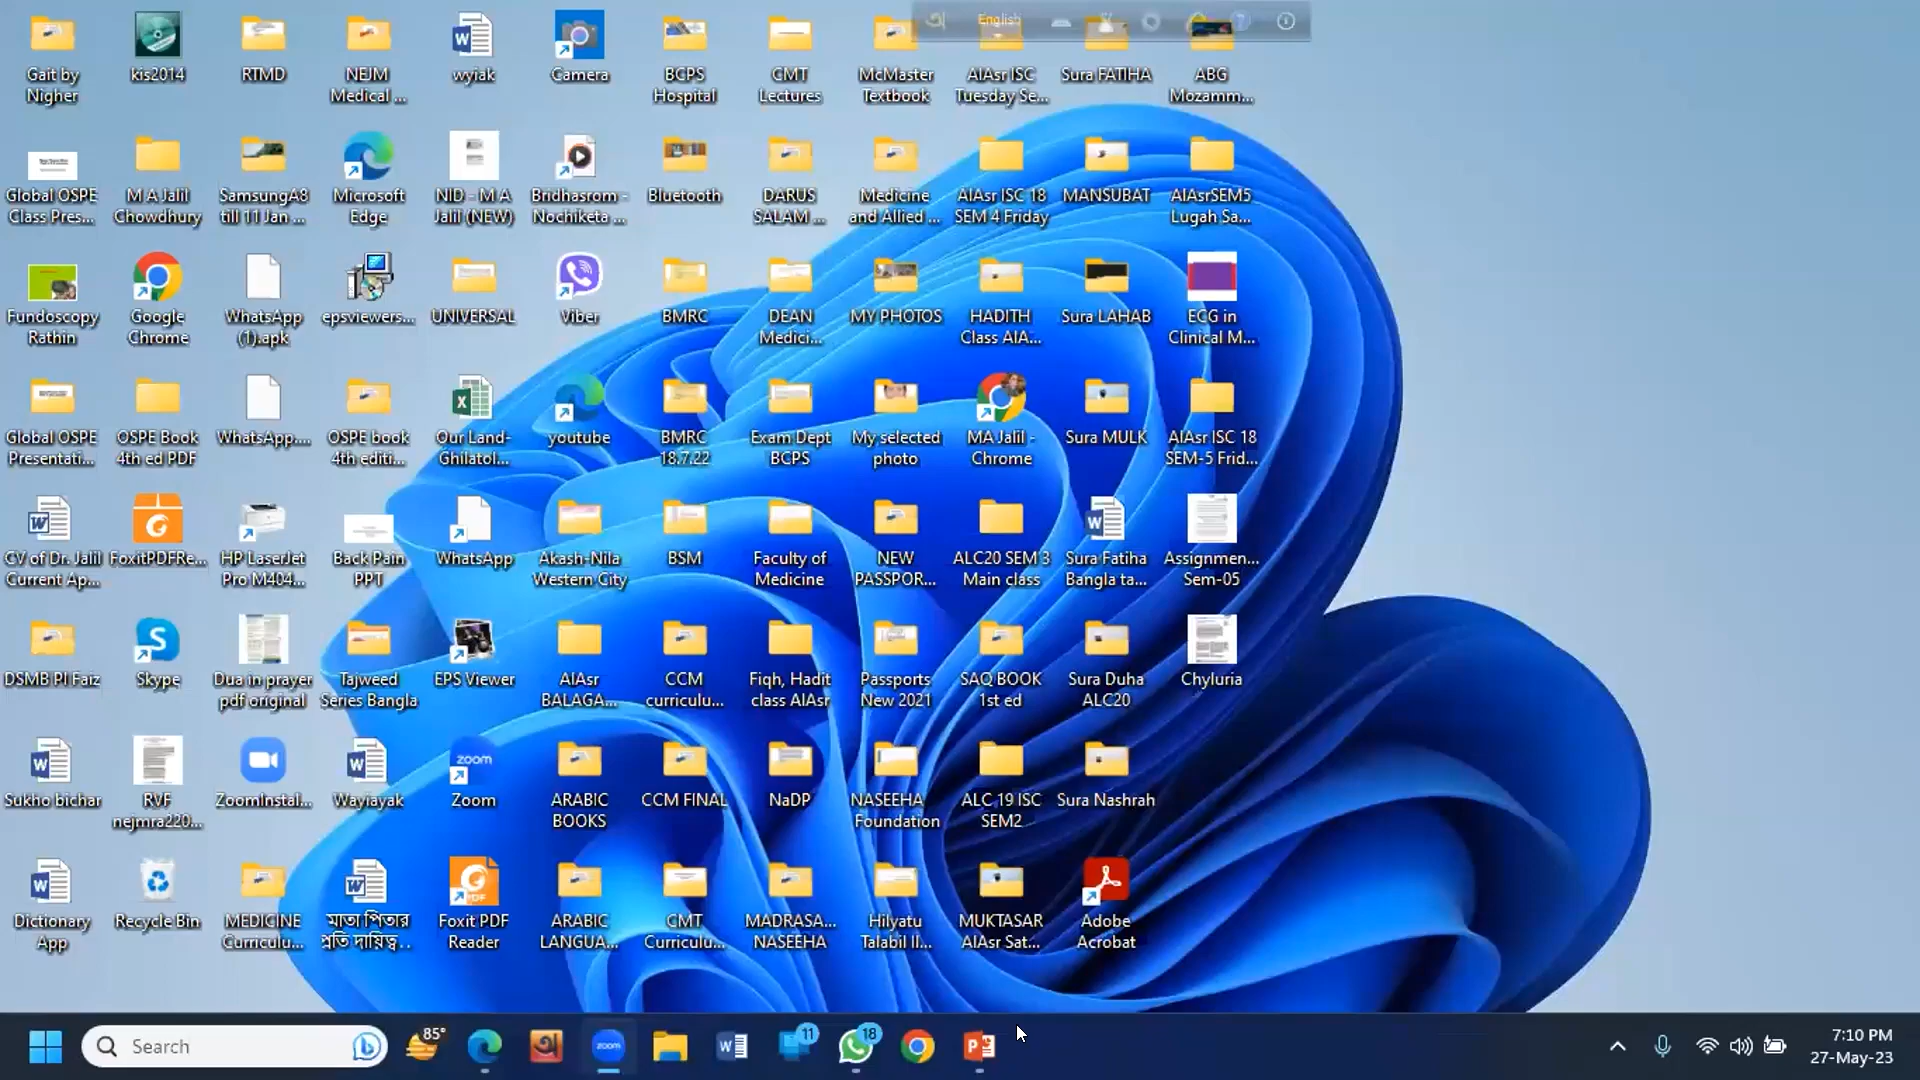 English
Gait by
Nigher
kis2014
RTMD
NEJM
Medical ...
wyiak
Camera
BCPS
Hospital
CMT
Lectures
McMaster
Textbook
AIAsr ISC
Tuesday Se...
Sura FATIHA
ABG
Mozamm...
Global OSPE
Class Pres...
M A Jalil
Chowdhury
SamsungA8
till 11 Jan ...
Microsoft
Edge
NID - M A
Jalil (NEW)
Bridhasrom -
Nochiketa ...
Bluetooth
DARUS
SALAM ...
Medicine
and Allied ...
AIAsr ISC 18
SEM 4 Friday
MANSUBAT
AIAsrSEM5
Lugah Sa...
Fundoscopy
Rathin
Google
Chrome
WhatsApp
(1).apk
epsviewers...
UNIVERSAL
Viber
BMRC
DEAN
Medici...
MY PHOTOS
HADITH
Class AIA...
Sura LAHAB
ECG in
Clinical M...
Global OSPE
Presentati...
OSPE Book
4th ed PDF
WhatsApp....
OSPE book
4th editi...
Our Land-
Ghilatol...
youtube
BMRC
18.7.22
Exam Dept
BCPS
My selected
photo
MA Jalil -
Chrome
Sura MULK
AIAsr ISC 18
SEM-5 Frid...
CV of Dr. Jalil
Current Ap...
FoxitPDFRe...
HP LaserJet
Pro M404...
Back Pain
PPT
WhatsApp
Akash-Nila
Western City
BSM
Faculty of
Medicine
NEW
PASSPOR...
ALC20 SEM 3
Main class
Sura Fatiha
Bangla ta...
Assignmen...
Sem-05
DSMB PI Faiz
Skype
Dua in prayer
pdf original
Tajweed
Series Bangla
EPS Viewer
AIAsr
BALAGA...
CCM
curriculu...
Fiqh, Hadit
class AIAsr
Passports
New 2021
SAQ BOOK
1st ed
Sura Duha
ALC20
Chyluria
Sukho bichar
RVF
nejmra220...
ZoomInstal...
Wayiayak
zoom
Zoom
ARABIC
BOOKS
CCM FINAL
NaDP
NASEEHA
Foundation
ALC 19 ISC
SEM2
Sura Nashrah
Dictionary
App
Recycle Bin
MEDICINE
Curriculu...
মাতা পিতার
প্রতি দায়িত্ব...
Foxit PDF
Reader
ARABIC
LANGUA...
CMT
Curriculu...
MADRASA...
NASEEHA
Hilyatu
Talabil Il...
MUKTASAR
AIAsr Sat...
Adobe
Acrobat
Search
85°
zoom
11
18
7:10 PM
27-May-23